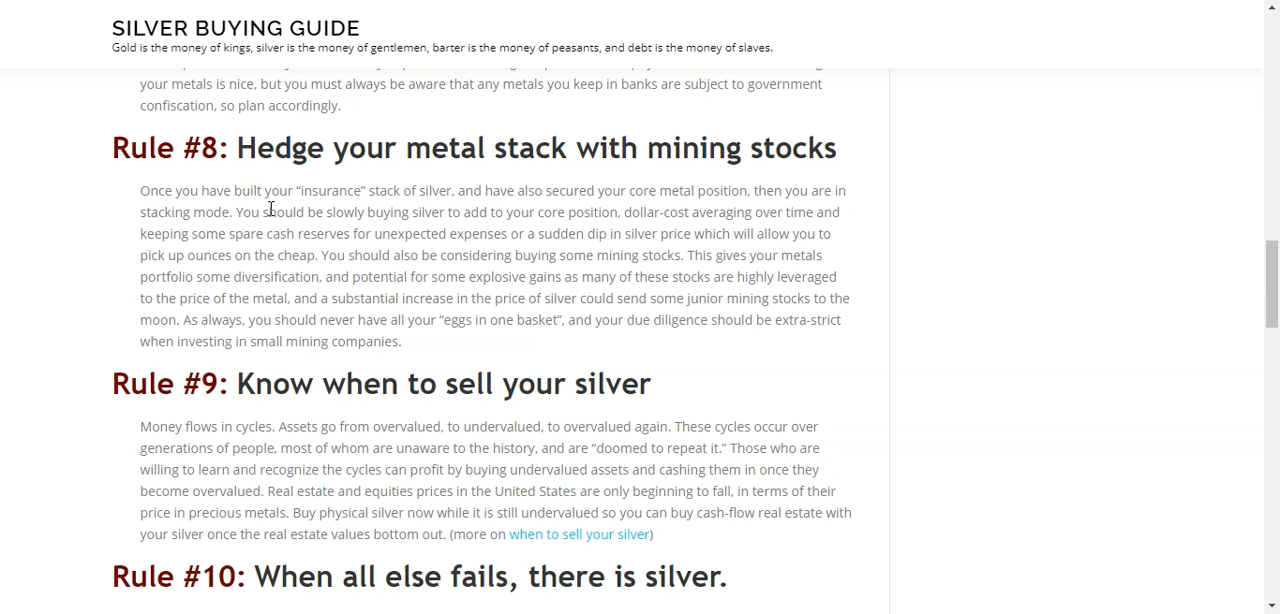 SILVER BUYING GUIDE
Gold is the money of kings, silver is the money of gentlemen, barter is the money of peasants, and debt is the money of slaves.
your metals is nice, but you must always be aware that any metals you keep in banks are subject to government
confiscation, so plan accordingly.
Rule #8: Hedge your metal stack with mining stocks
Once you have built your “insurance” stack of silver, and have also secured your core metal position, then you are in
stacking mode. You should be slowly buying silver to add to your core position, dollar-cost averaging over time and
keeping some spare cash reserves for unexpected expenses or a sudden dip in silver price which will allow you to
pick up ounces on the cheap. You should also be considering buying some mining stocks. This gives your metals
portfolio some diversification, and potential for some explosive gains as many of these stocks are highly leveraged
to the price of the metal, and a substantial increase in the price of silver could send some junior mining stocks to the
moon. As always, you should never have all your “eggs in one basket”, and your due diligence should be extra-strict
when investing in small mining companies.
Rule #9: Know when to sell your silver
Money flows in cycles. Assets go from overvalued, to undervalued, to overvalued again. These cycles occur over
generations of people, most of whom are unaware to the history, and are “doomed to repeat it.” Those who are
willing to learn and recognize the cycles can profit by buying undervalued assets and cashing them in once they
become overvalued. Real estate and equities prices in the United States are only beginning to fall, in terms of their
price in precious metals. Buy physical silver now while it is still undervalued so you can buy cash-flow real estate with
your silver once the real estate values bottom out. (more on when to sell your silver)
Rule #10: When all else fails, there is silver.